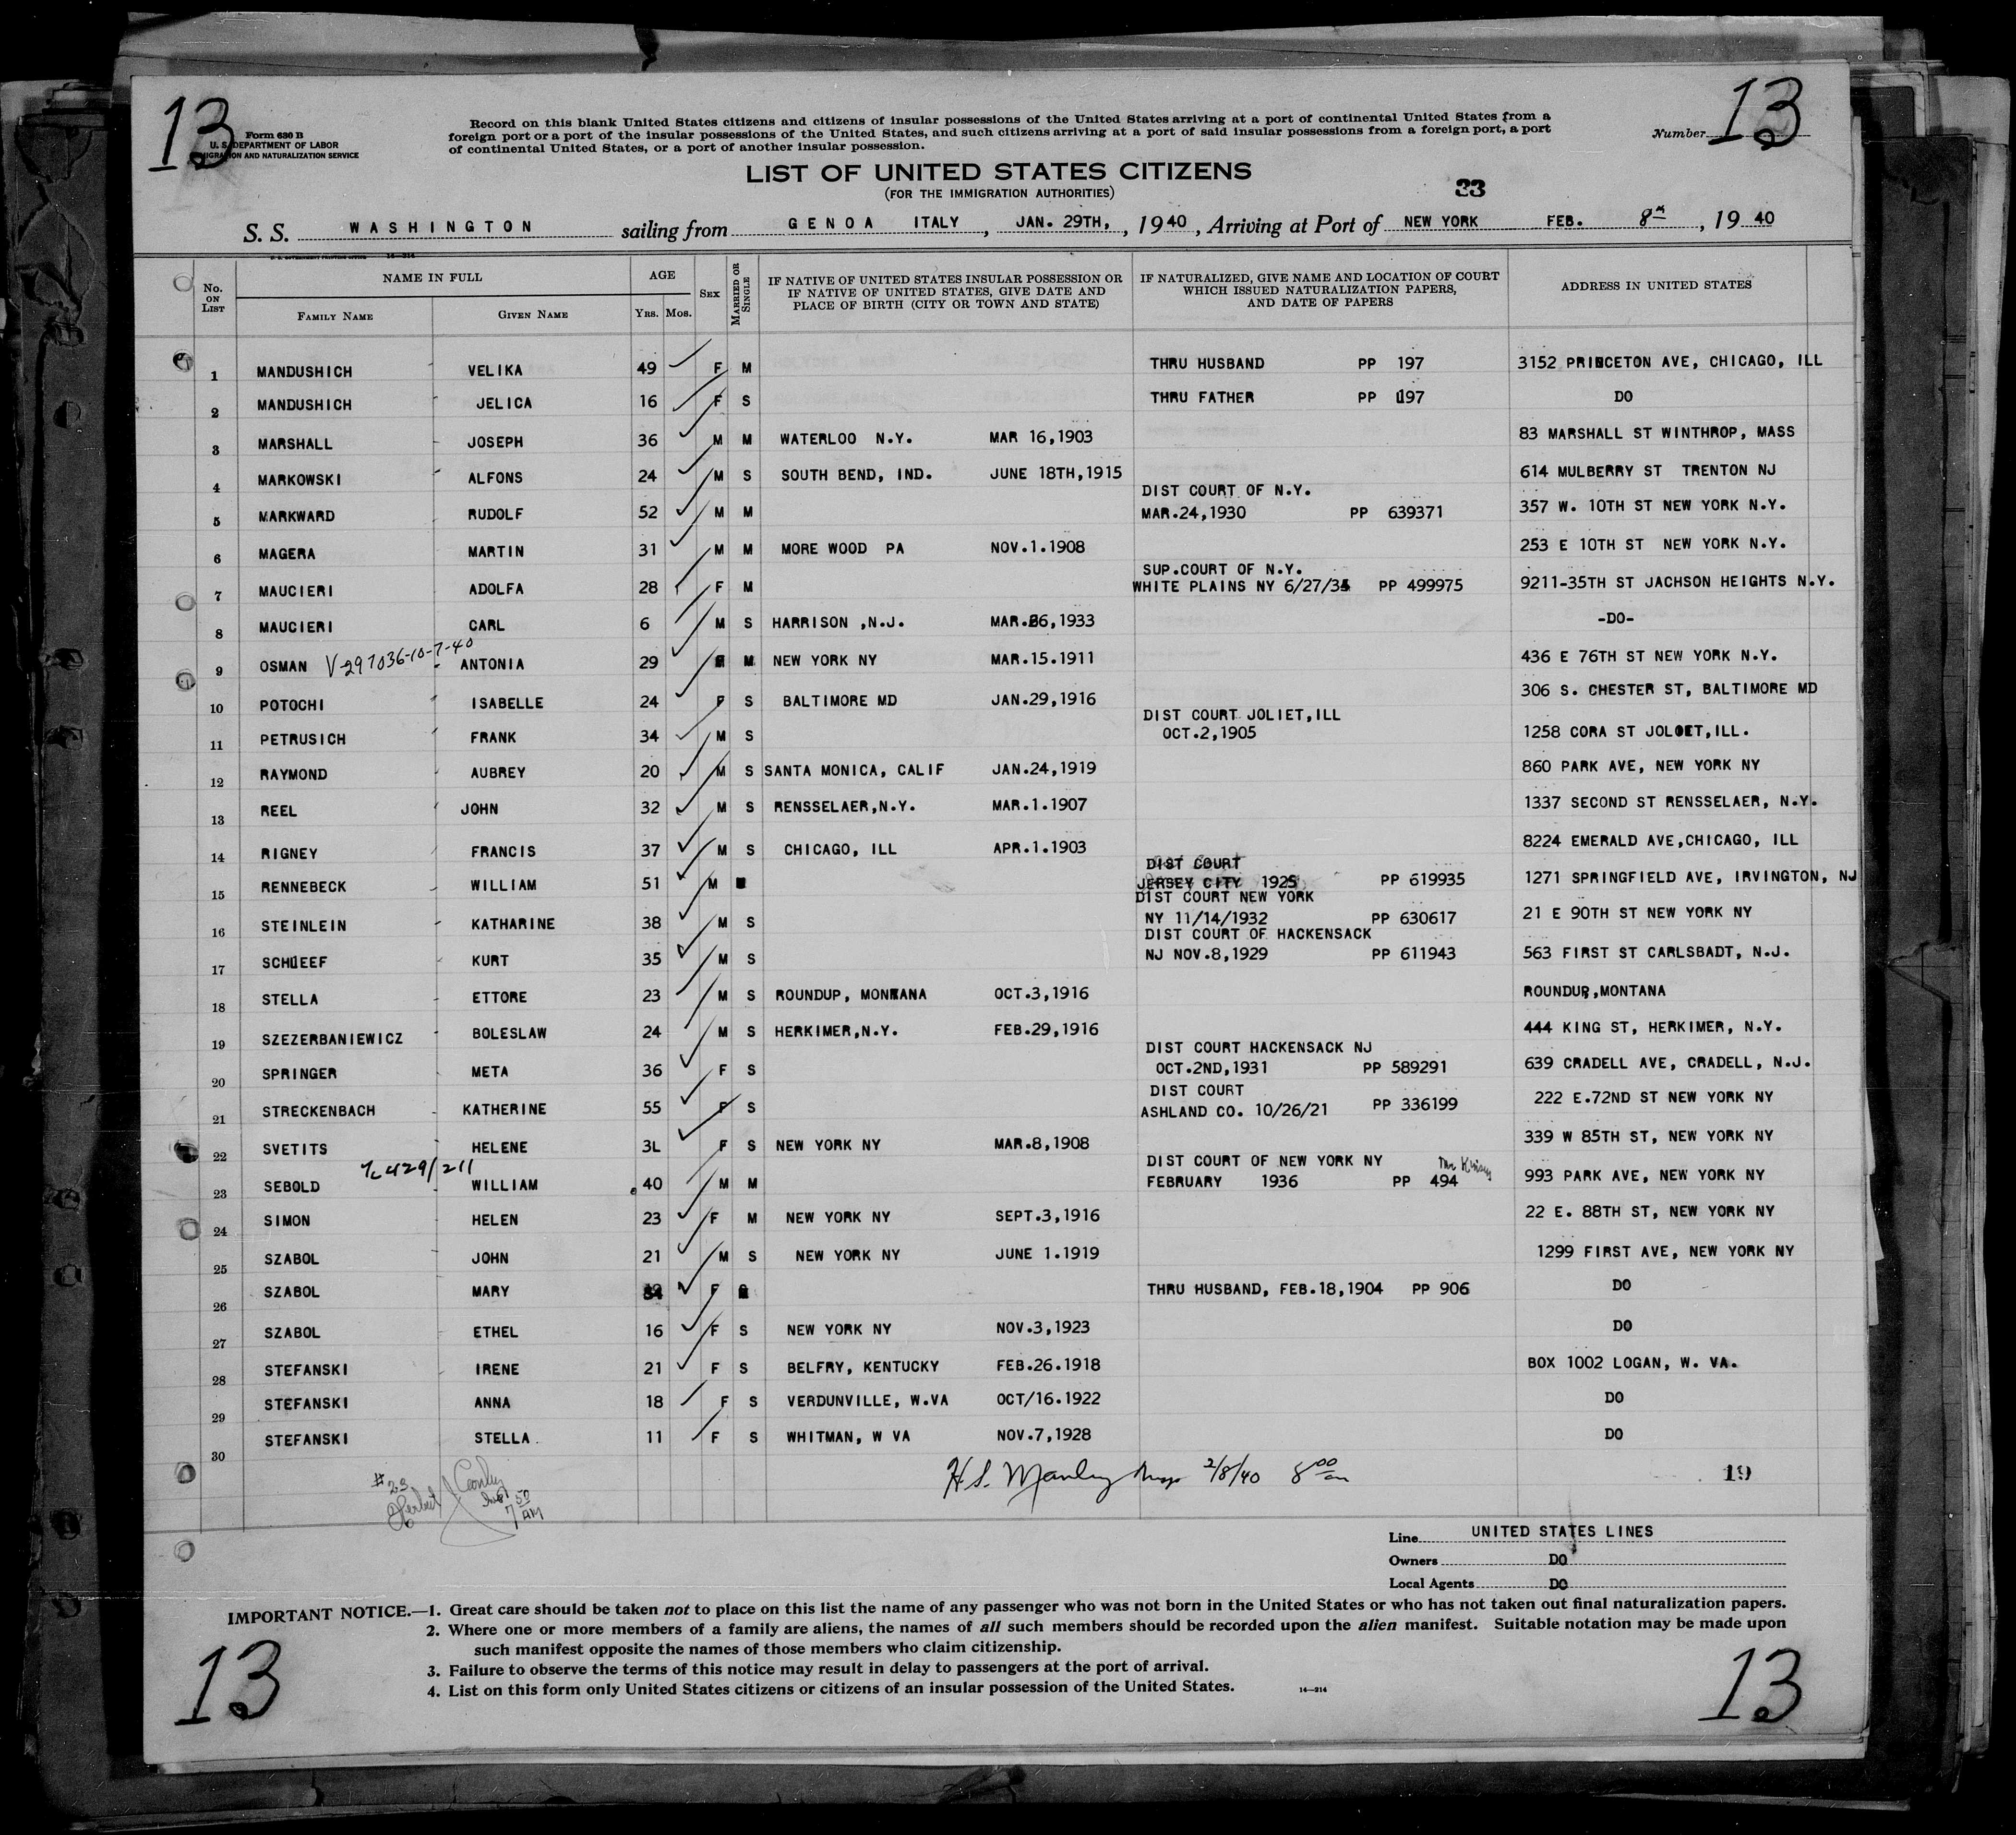 13
13
Form 630 B
U. S. DEPARTMENT OF LABOR
IMMIGRATION AND NATURALIZATION SERVICE
Record on this blank United States citizens and citizens of insular possessions of the United States arriving at a port of continental United States from a
foreign port or a port of the insular possessions of the United States, and such citizens arriving at a port of said insular possessions from a foreign port, a port
of continental United States, or a port of another insular possession.
Number
LIST OF UNITED STATES CITIZENS
(FOR THE IMMIGRATION AUTHORITIES)
33
S. S. WASHINGTON sailing from GENOA ITALY, JAN. 29TH, , 1940, Arriving at Port of NEW YORK FEB. 8th, 19 40
No. ON LIST
NAME IN FULL
FAMILY NAME GIVEN NAME
AGE
YRS. MOS.
SEX
MARRIED OR SINGLE
IF NATIVE OF UNITED STATES INSULAR POSSESSION OR
IF NATIVE OF UNITED STATES, GIVE DATE AND
PLACE OF BIRTH (CITY OR TOWN AND STATE)
IF NATURALIZED, GIVE NAME AND LOCATION OF COURT
WHICH ISSUED NATURALIZATION PAPERS,
AND DATE OF PAPERS
ADDRESS IN UNITED STATES
1 MANDUSHICH VELIKA 49 F M THRU HUSBAND PP 197 3152 PRINCETON AVE, CHICAGO, ILL
2 MANDUSHICH JELICA 16 F S THRU FATHER PP 197 DO
3 MARSHALL JOSEPH 36 M M WATERLOO N.Y. MAR 16,1903 83 MARSHALL ST WINTHROP, MASS
4 MARKOWSKI ALFONS 24 M S SOUTH BEND, IND. JUNE 18TH,1915 614 MULBERRY ST TRENTON NJ
DIST COURT OF N.Y.
5 MARKWARD RUDOLF 52 M M MAR.24,1930 PP 639371 357 W. 10TH ST NEW YORK N.Y.
6 MAGERA MARTIN 31 M M MORE WOOD PA NOV.1.1908 253 E 10TH ST NEW YORK N.Y.
SUP.COURT OF N.Y.
7 MAUCIERI ADOLFA 28 F M WHITE PLAINS NY 6/27/34 PP 499975 9211-35TH ST JACHSON HEIGHTS N.Y.
8 MAUCIERI CARL 6 M S HARRISON ,N.J. MAR.26,1933 -DO-
9 OSMAN V-297036-10-7-40 ANTONIA 29 M NEW YORK NY MAR.15.1911 436 E 76TH ST NEW YORK N.Y.
10 POTOCHI ISABELLE 24 F S BALTIMORE MD JAN.29,1916 306 S. CHESTER ST, BALTIMORE MD
DIST COURT JOLIET,ILL
11 PETRUSICH FRANK 34 M S OCT.2,1905 1258 CORA ST JOLOET,ILL.
12 RAYMOND AUBREY 20 M S SANTA MONICA, CALIF JAN.24,1919 860 PARK AVE, NEW YORK NY
13 REEL JOHN 32 M S RENSSELAER,N.Y. MAR.1.1907 1337 SECOND ST RENSSELAER, N.Y.
14 RIGNEY FRANCIS 37 M S CHICAGO, ILL APR.1.1903 8224 EMERALD AVE,CHICAGO, ILL
DIST COURT
15 RENNEBECK WILLIAM 51 M JERSEY CITY 1925 PP 619935 1271 SPRINGFIELD AVE, IRVINGTON, NJ
DIST COURT NEW YORK
16 STEINLEIN KATHARINE 38 M S NY 11/14/1932 PP 630617 21 E 90TH ST NEW YORK NY
DIST COURT OF HACKENSACK
17 SCHLEEF KURT 35 M S NJ NOV.8,1929 PP 611943 563 FIRST ST CARLSBADT, N.J.
18 STELLA ETTORE 23 M S ROUNDUP, MONTANA OCT.3,1916 ROUNDUP,MONTANA
19 SZEZERBANIEWICZ BOLESLAW 24 M S HERKIMER,N.Y. FEB.29,1916 444 KING ST, HERKIMER, N.Y.
DIST COURT HACKENSACK NJ
20 SPRINGER META 36 F S OCT.2ND,1931 PP 589291 639 CRADELL AVE, CRADELL, N.J.
DIST COURT
21 STRECKENBACH KATHERINE 55 F S ASHLAND CO. 10/26/21 PP 336199 222 E.72ND ST NEW YORK NY
22 SVETITS HELENE 3L F S NEW YORK NY MAR.8,1908 339 W 85TH ST, NEW YORK NY
DIST COURT OF NEW YORK NY
23 SEBOLD WILLIAM 40 M M FEBRUARY 1936 PP 494 993 PARK AVE, NEW YORK NY
24 SIMON HELEN 23 F M NEW YORK NY SEPT.3,1916 22 E. 88TH ST, NEW YORK NY
25 SZABOL JOHN 21 M S NEW YORK NY JUNE 1.1919 1299 FIRST AVE, NEW YORK NY
26 SZABOL MARY F THRU HUSBAND, FEB.18,1904 PP 906 DO
27 SZABOL ETHEL 16 F S NEW YORK NY NOV.3,1923 DO
28 STEFANSKI IRENE 21 F S BELFRY, KENTUCKY FEB.26.1918 BOX 1002 LOGAN, W. VA.
29 STEFANSKI ANNA 18 F S VERDUNVILLE, W.VA OCT/16.1922 DO
30 STEFANSKI STELLA 11 F S WHITMAN, W VA NOV.7,1928 DO
#23
Herbert Conley
7 50 AM
H.S. Manley Insp 2/8/40 8 00 am
19
Line UNITED STATES LINES
Owners DO
Local Agents DO
IMPORTANT NOTICE.—1. Great care should be taken not to place on this list the name of any passenger who was not born in the United States or who has not taken out final naturalization papers.
2. Where one or more members of a family are aliens, the names of all such members should be recorded upon the alien manifest. Suitable notation may be made upon
such manifest opposite the names of those members who claim citizenship.
3. Failure to observe the terms of this notice may result in delay to passengers at the port of arrival.
4. List on this form only United States citizens or citizens of an insular possession of the United States.
14—214
13
13